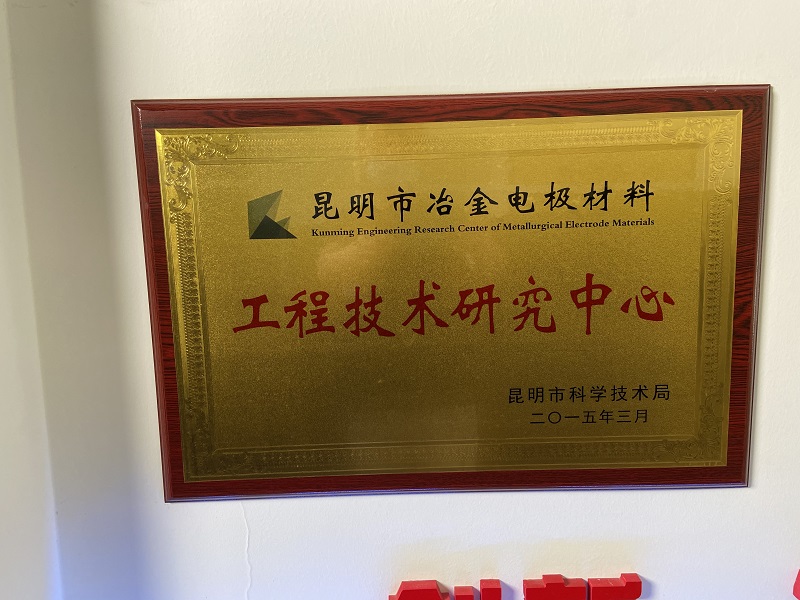 昆明市冶金电极材料
Kunming Engineering Research Center of Metallurgical Electrode Materials
工程技术研究中心
昆明市科学技术局
二〇一五年三月